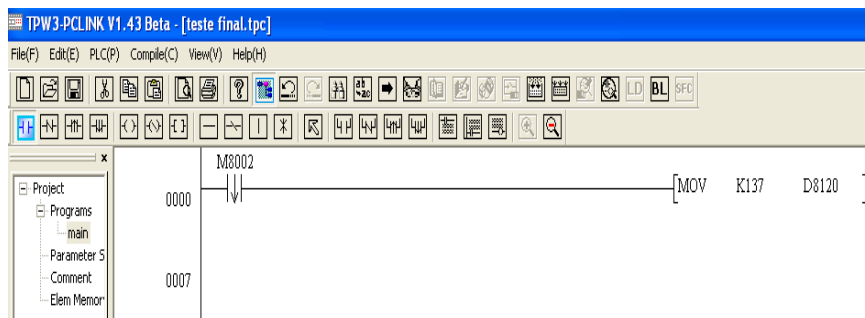 TPW3-PCLINK V1.43 Beta - [teste final.tpc]
File(F) Edit(E) PLC(P) Compile(C) View(V) Help(H)
LD BL SFC
x
M8002
Project
0000
MOV K137 D8120
Programs
main
Parameter S
Comment
0007
Elem Memor